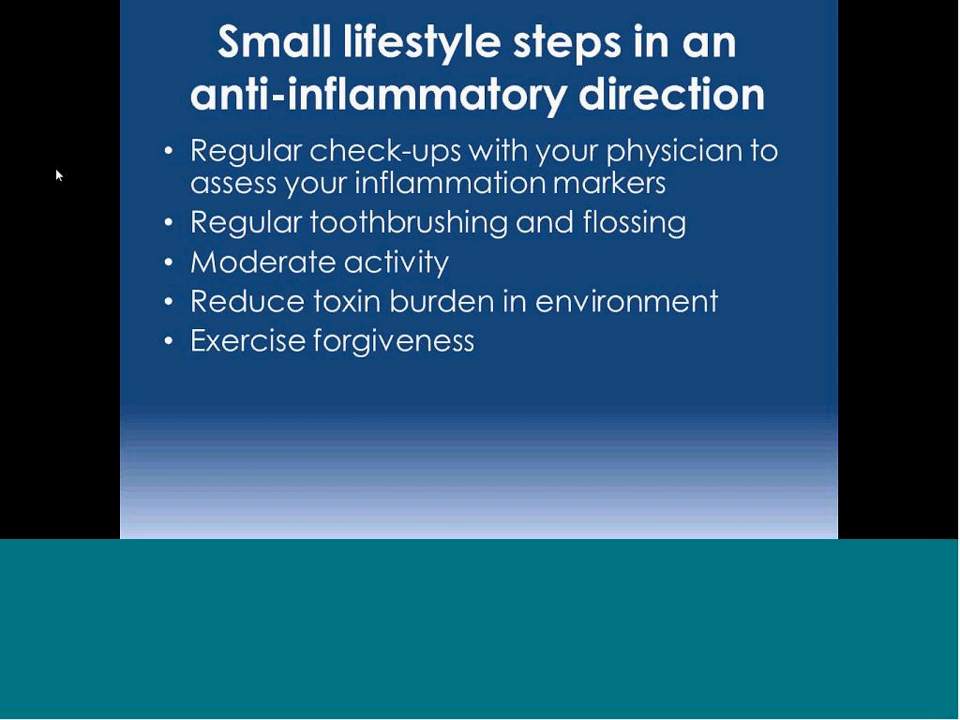 Small lifestyle steps in an
anti-inflammatory direction
• Regular check-ups with your physician to
assess your inflammation markers
• Regular toothbrushing and flossing
• Moderate activity
• Reduce toxin burden in environment
• Exercise forgiveness